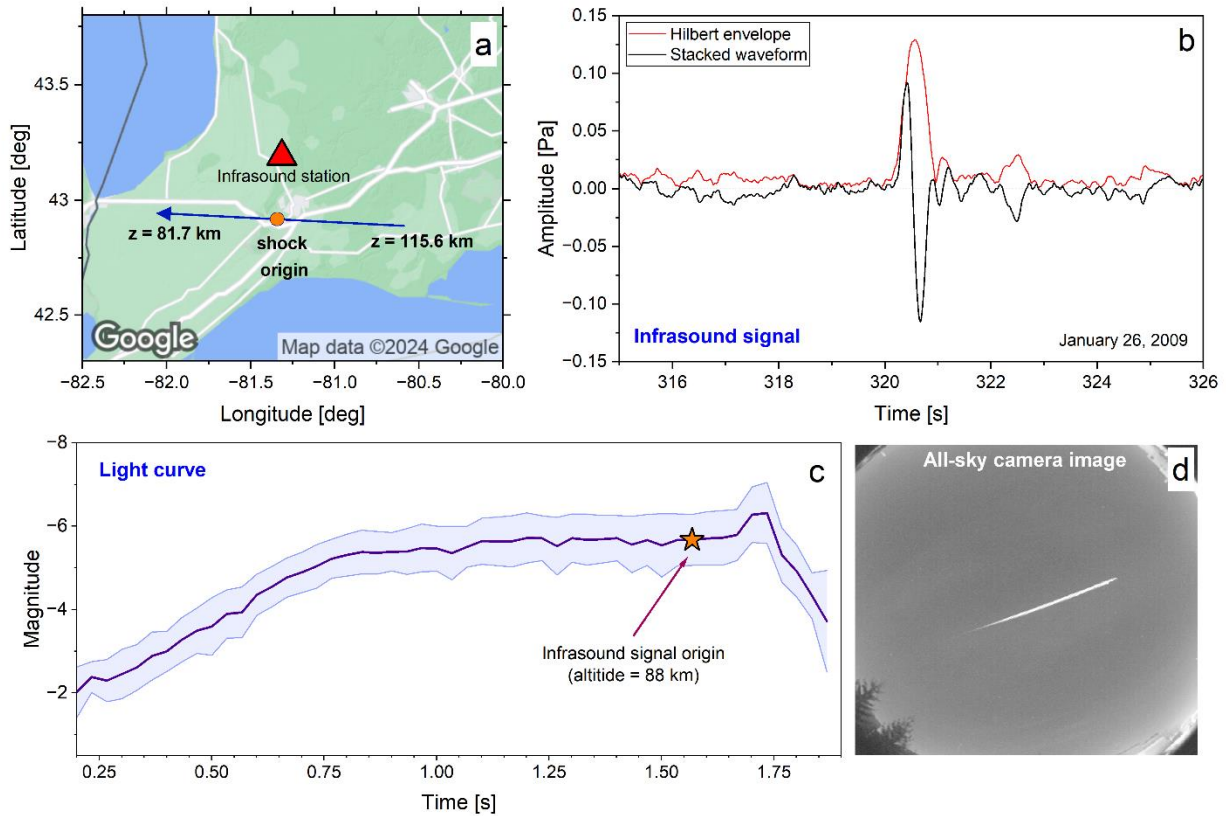 a
43.5
43.0
42.5
Latitude [deg]
Infrasound station
z = 81.7 km
z = 115.6 km
shock
origin
Google
Map data ©2024 Google
−82.5 −82.0 −81.5 −81.0 −80.5 −80.0
Longitude [deg]
b
Hilbert envelope
Stacked waveform
0.15
0.10
0.05
0.00
−0.05
−0.10
−0.15
Amplitude [Pa]
Infrasound signal
January 26, 2009
316 318 320 322 324 326
Time [s]
c
Light curve
−8
−6
−4
−2
Magnitude
Infrasound signal origin
(altitide = 88 km)
0.25 0.50 0.75 1.00 1.25 1.50 1.75
Time [s]
All-sky camera image
d